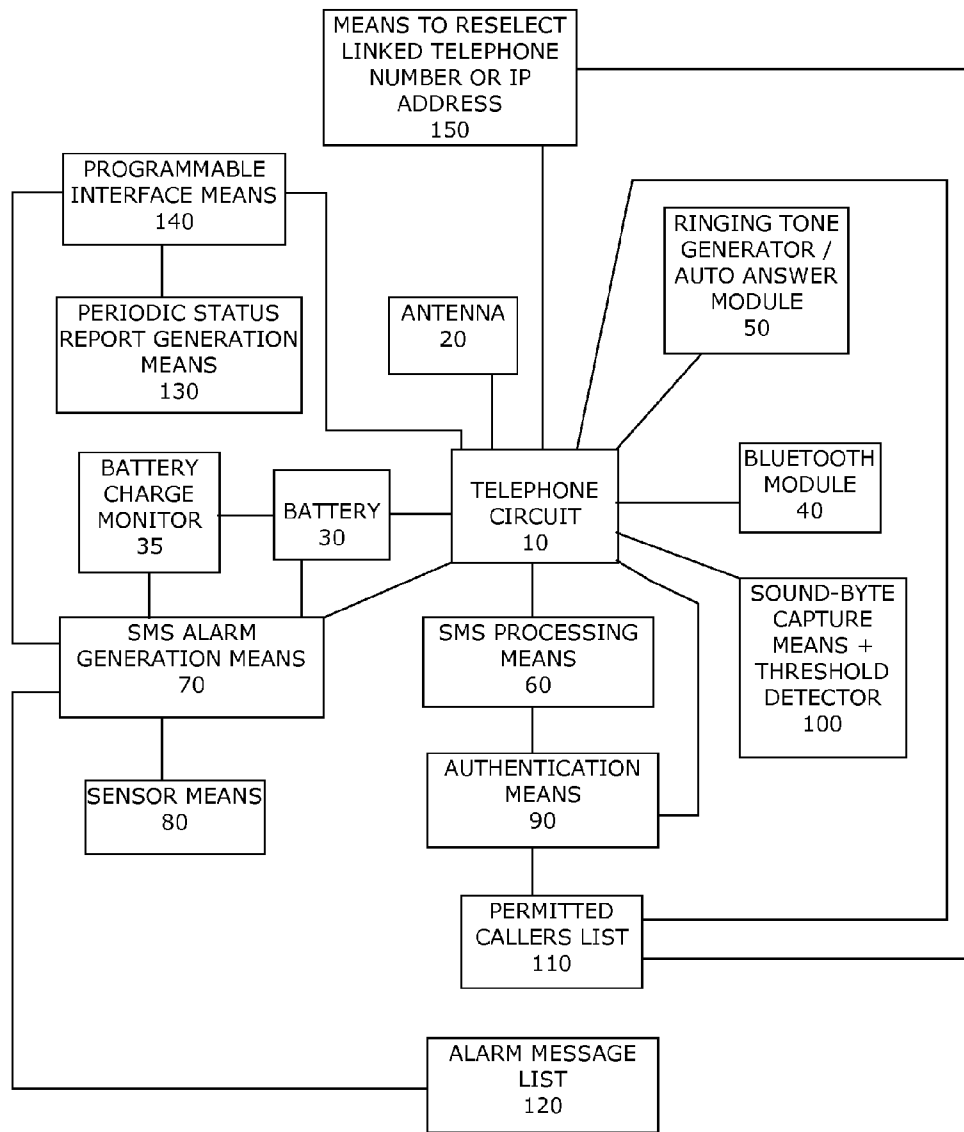 MEANS TO RESELECT
LINKED TELEPHONE
NUMBER OR IP
ADDRESS
150
PROGRAMMABLE
INTERFACE MEANS
140
RINGING TONE
GENERATOR /
AUTO ANSWER
MODULE
50
PERIODIC STATUS
REPORT GENERATION
MEANS
130
ANTENNA
20
BATTERY
CHARGE
MONITOR
35
BATTERY
30
TELEPHONE
CIRCUIT
10
BLUETOOTH
MODULE
40
SOUND-BYTE
CAPTURE
MEANS +
THRESHOLD
DETECTOR
100
SMS ALARM
GENERATION MEANS
70
SMS PROCESSING
MEANS
60
SENSOR MEANS
80
AUTHENTICATION
MEANS
90
PERMITTED
CALLERS LIST
110
ALARM MESSAGE
LIST
120